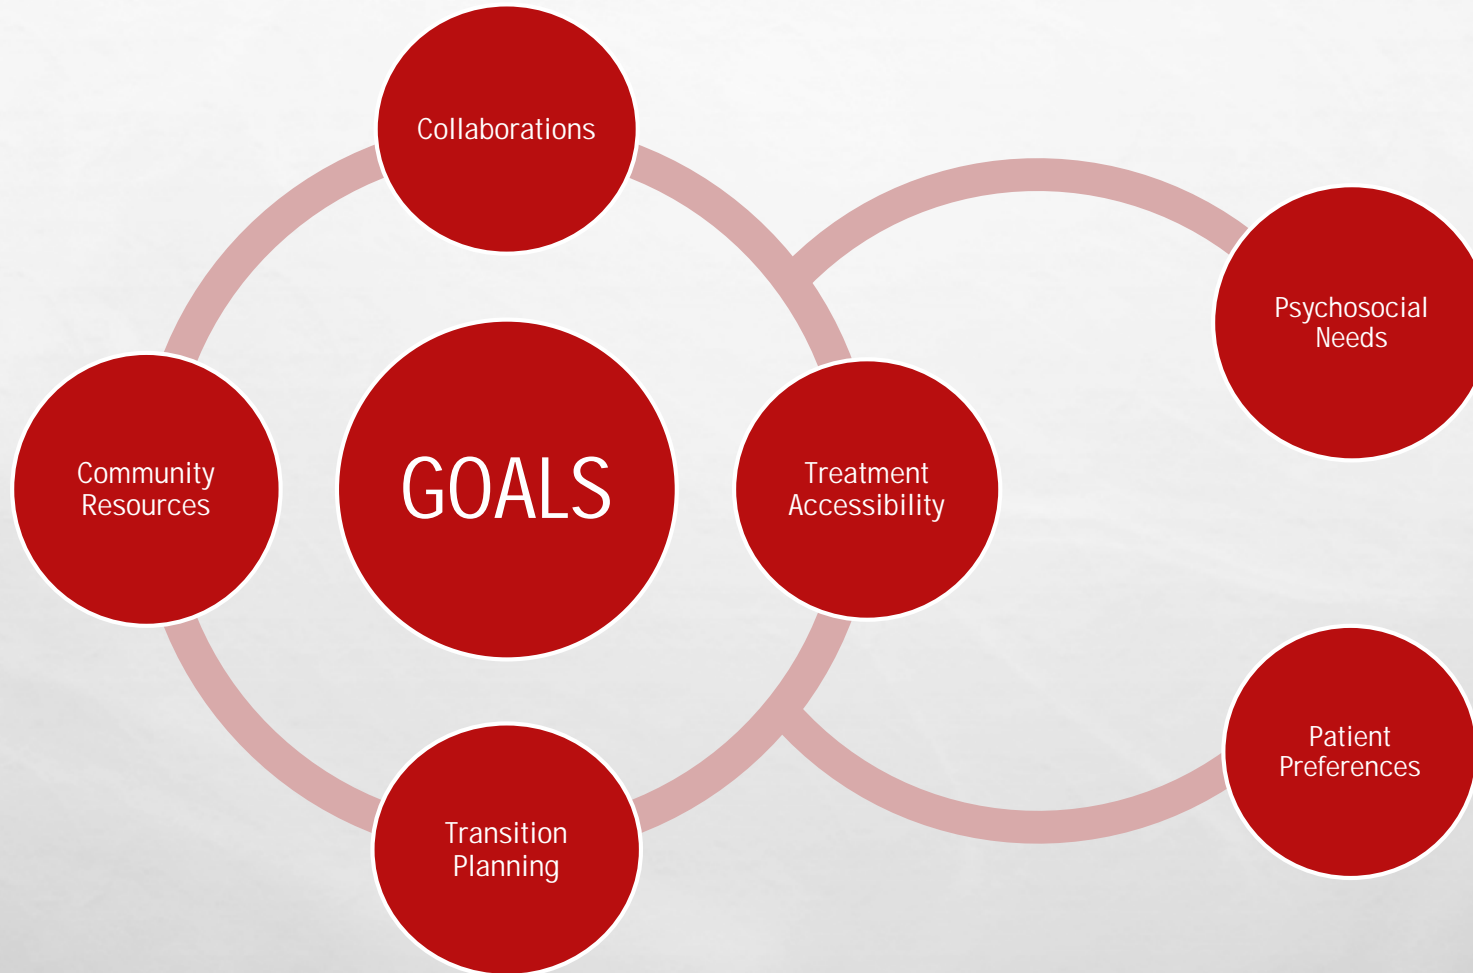 Collaborations
Psychosocial
Needs
Community
Resources
GOALS
Treatment
Accessibility
Patient
Preferences
Transition
Planning